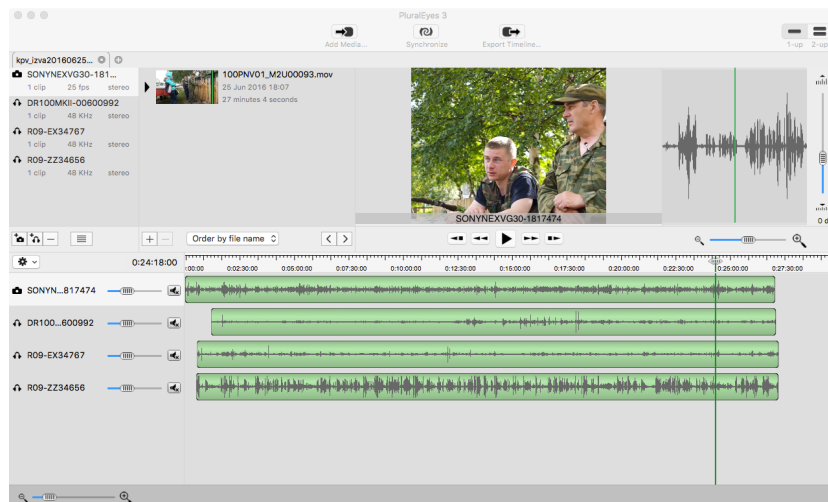 PluralEyes 3
Add Media...
Synchronize
Export Timeline...
1-up
2-up
kpv_izva20160625...
SONYNEXVG30-181...
1 clip 25 fps stereo
DR100MKII-00600992
1 clip 48 KHz stereo
R09-EX34767
1 clip 48 KHz stereo
R09-ZZ34656
1 clip 48 KHz stereo
100PNV01_M2U00093.mov
25 Jun 2016 18:07
27 minutes 4 seconds
SONYNEXVG30-1817474
0 d
Order by file name
0:24:18:00
:00:00 0:02:30:00 0:05:00:00 0:07:30:00 0:10:00:00 0:12:30:00 0:15:00:00 0:17:30:00 0:20:00:00 0:22:30:00 0:25:00:00 0:27:30:00
SONYN...817474
DR100...600992
R09-EX34767
R09-ZZ34656